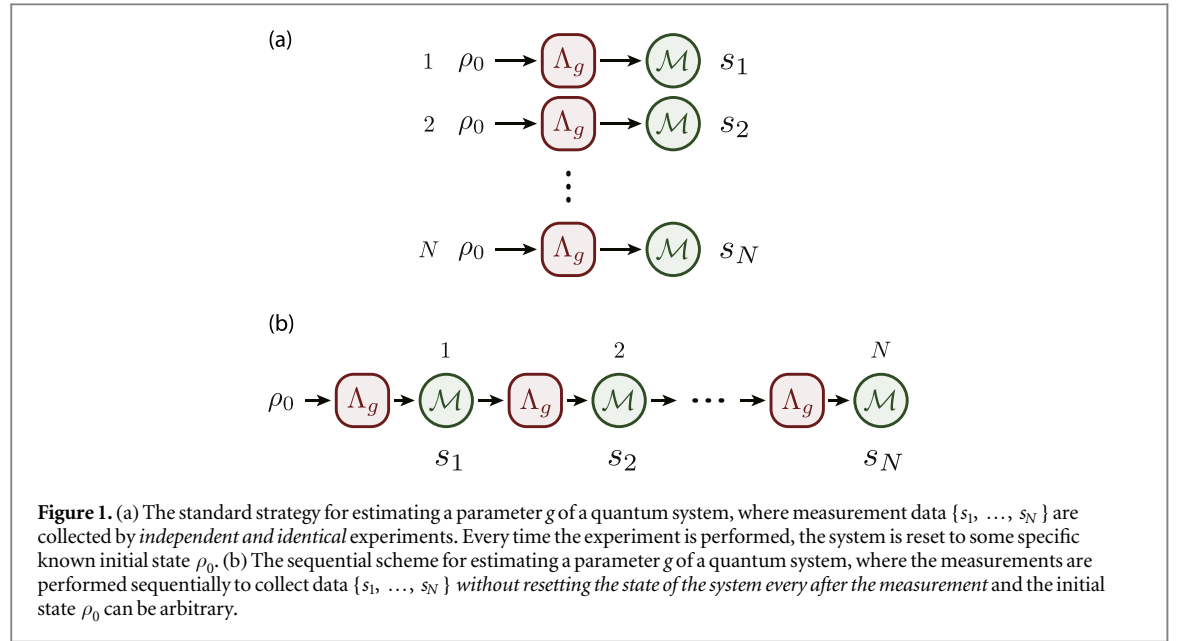 (a)
1 ρ₀ Λg ℳ s₁
2 ρ₀ Λg ℳ s₂
⋮
N ρ₀ Λg ℳ s_N
(b)
1 2 N
ρ₀ Λg ℳ Λg ℳ ··· Λg ℳ
s₁ s₂ s_N
Figure 1. (a) The standard strategy for estimating a parameter g of a quantum system, where measurement data {s₁, …, s_N} are
collected by independent and identical experiments. Every time the experiment is performed, the system is reset to some specific
known initial state ρ₀. (b) The sequential scheme for estimating a parameter g of a quantum system, where the measurements are
performed sequentially to collect data {s₁, …, s_N} without resetting the state of the system every after the measurement and the initial
state ρ₀ can be arbitrary.